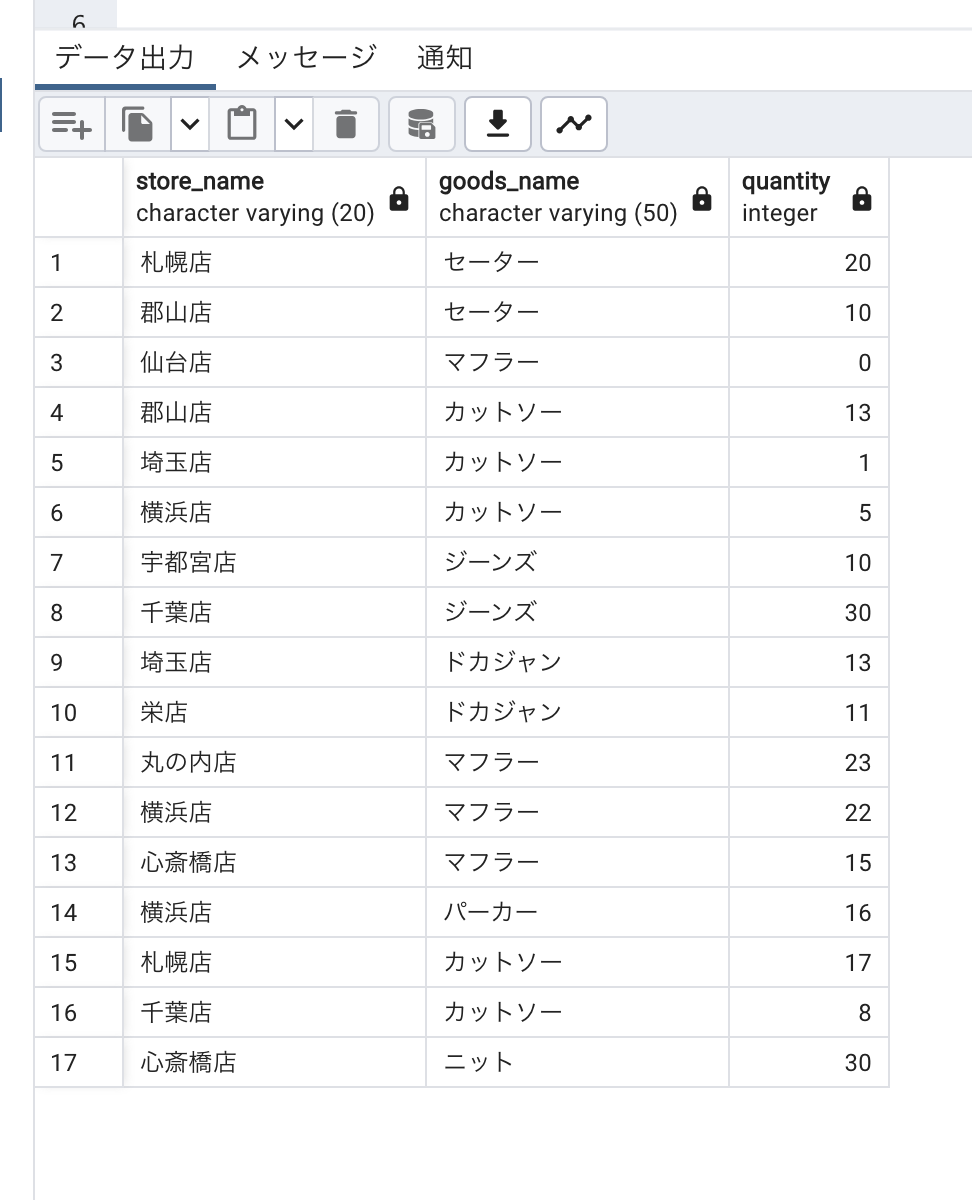 6
データ出力 メッセージ 通知
store_name goods_name quantity
character varying (20) character varying (50) integer
1 札幌店 セーター 20
2 郡山店 セーター 10
3 仙台店 マフラー 0
4 郡山店 カットソー 13
5 埼玉店 カットソー 1
6 横浜店 カットソー 5
7 宇都宮店 ジーンズ 10
8 千葉店 ジーンズ 30
9 埼玉店 ドカジャン 13
10 栄店 ドカジャン 11
11 丸の内店 マフラー 23
12 横浜店 マフラー 22
13 心斎橋店 マフラー 15
14 横浜店 パーカー 16
15 札幌店 カットソー 17
16 千葉店 カットソー 8
17 心斎橋店 ニット 30